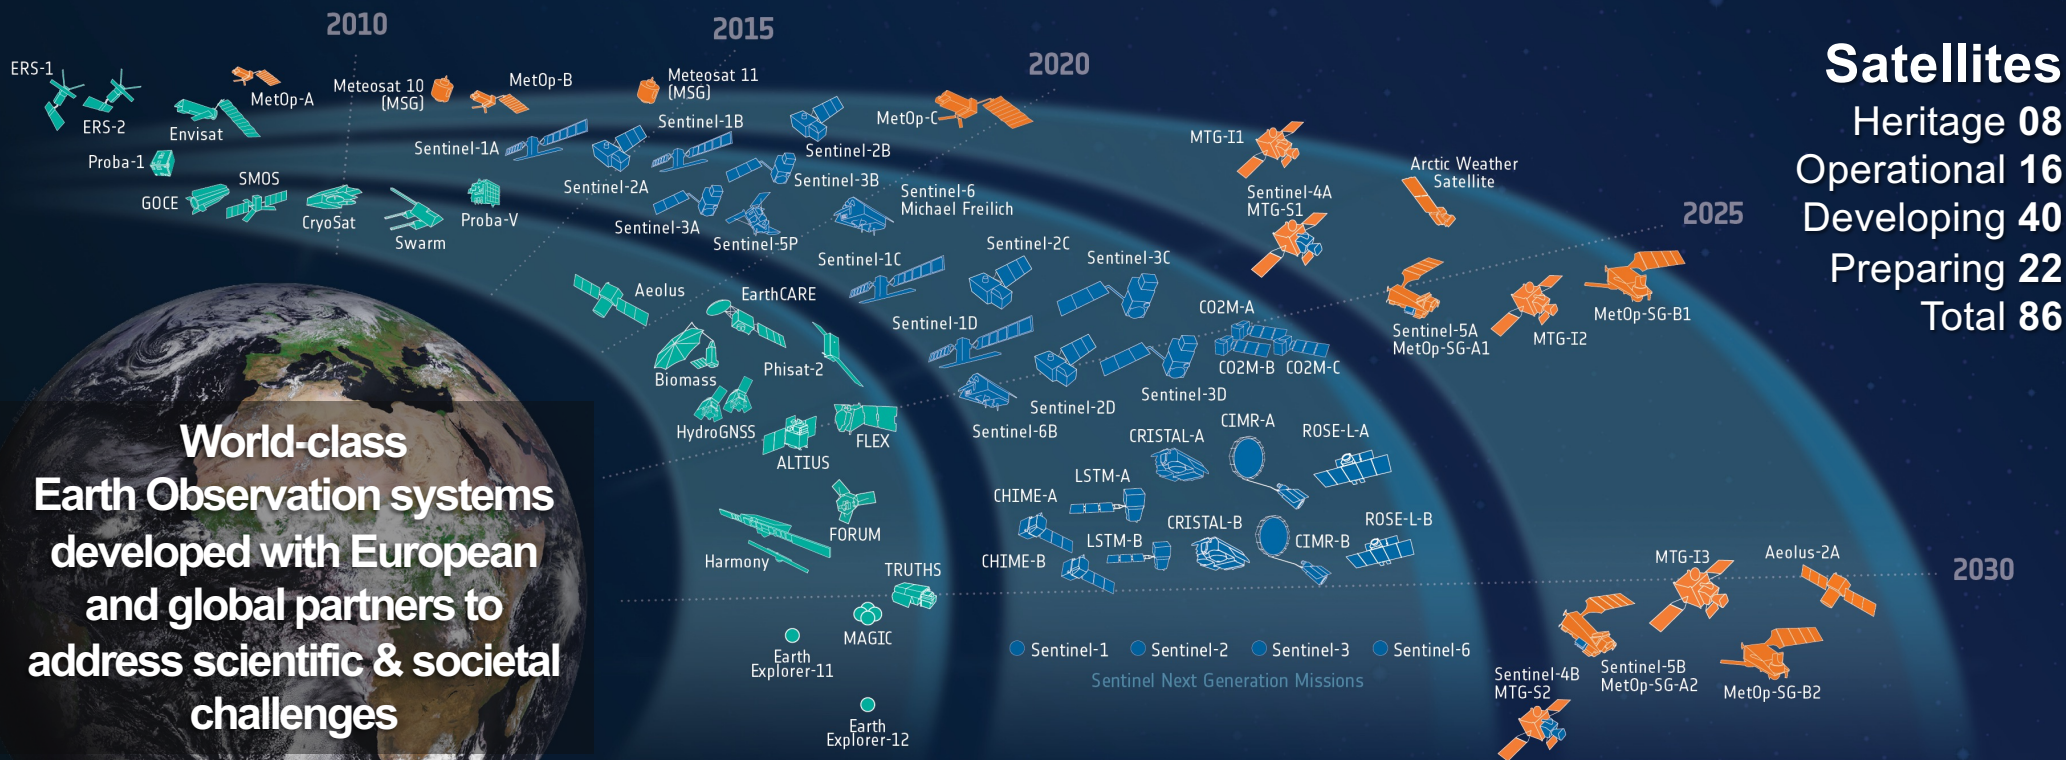 2010
2015
2020
2025
2030
Satellites
Heritage 08
Operational 16
Developing 40
Preparing 22
Total 86
ERS-1
ERS-2
MetOp-A
Envisat
Meteosat 10
(MSG)
MetOp-B
Meteosat 11
(MSG)
MetOp-C
MTG-I1
Arctic Weather
Satellite
Sentinel-4A
MTG-S1
Sentinel-5A
MetOp-SG-A1
MTG-I2
MetOp-SG-B1
MTG-I3
Aeolus-2A
Sentinel-5B
MetOp-SG-A2
MetOp-SG-B2
Sentinel-4B
MTG-S2
Proba-1
GOCE
SMOS
CryoSat
Swarm
Proba-V
Sentinel-1A
Sentinel-1B
Sentinel-2A
Sentinel-2B
Sentinel-3A
Sentinel-3B
Sentinel-5P
Sentinel-6
Michael Freilich
Sentinel-1C
Sentinel-2C
Sentinel-3C
Sentinel-1D
Sentinel-2D
Sentinel-3D
Sentinel-6B
CO2M-A
CO2M-B
CO2M-C
CRISTAL-A
CIMR-A
ROSE-L-A
CHIME-A
LSTM-A
CRISTAL-B
CIMR-B
ROSE-L-B
CHIME-B
LSTM-B
Aeolus
EarthCARE
Biomass
Phisat-2
HydroGNSS
ALTIUS
FLEX
FORUM
Harmony
TRUTHS
MAGIC
Earth
Explorer-11
Earth
Explorer-12
Sentinel-1
Sentinel-2
Sentinel-3
Sentinel-6
Sentinel Next Generation Missions
World-class
Earth Observation systems
developed with European
and global partners to
address scientific & societal
challenges